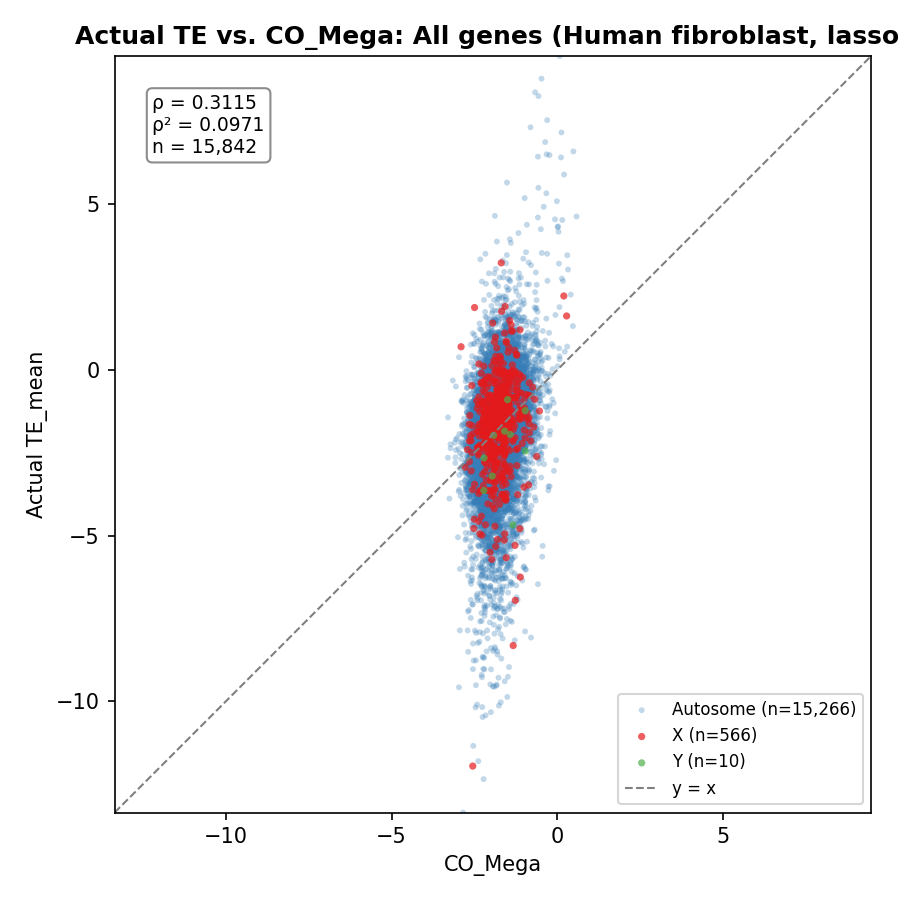 Actual TE vs. CO_Mega: All genes (Human fibroblast, lasso
ρ = 0.3115
ρ² = 0.0971
n = 15,842
5
0
−5
−10
Actual TE_mean
Autosome (n=15,266)
X (n=566)
Y (n=10)
y = x
−10
−5
0
5
CO_Mega